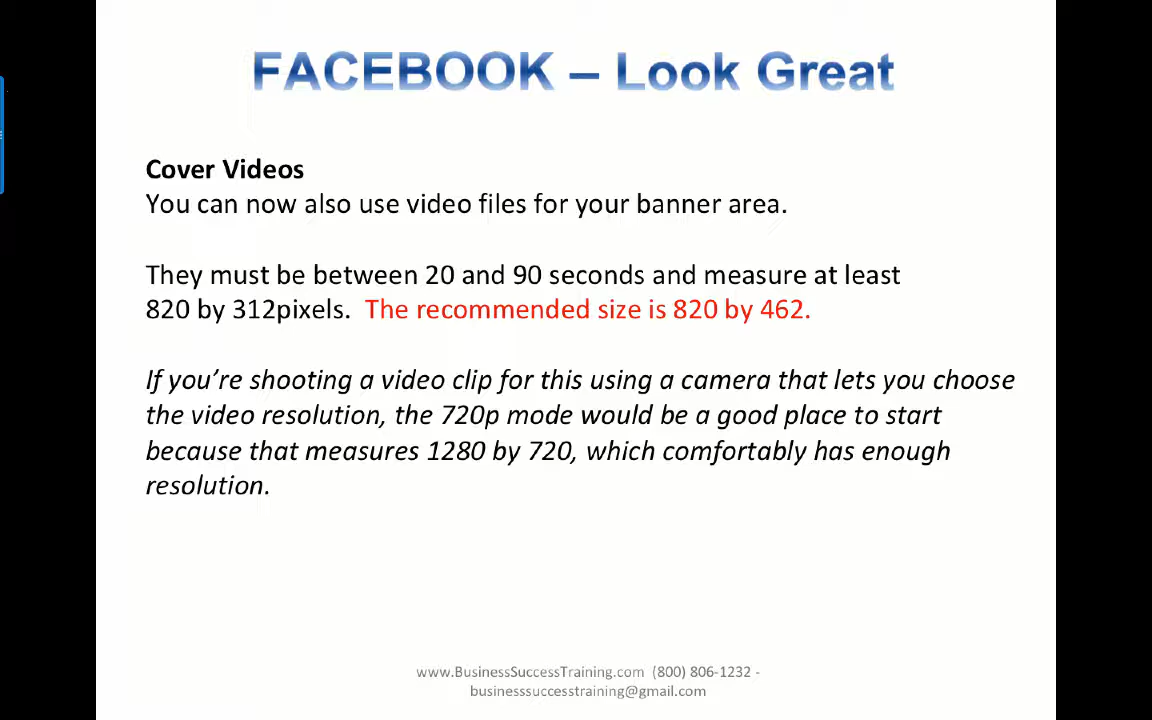 FACEBOOK – Look Great
Cover Videos
You can now also use video files for your banner area.
They must be between 20 and 90 seconds and measure at least
820 by 312pixels.  The recommended size is 820 by 462.
If you’re shooting a video clip for this using a camera that lets you choose
the video resolution, the 720p mode would be a good place to start
because that measures 1280 by 720, which comfortably has enough
resolution.
www.BusinessSuccessTraining.com  (800) 806-1232 -
businesssuccesstraining@gmail.com